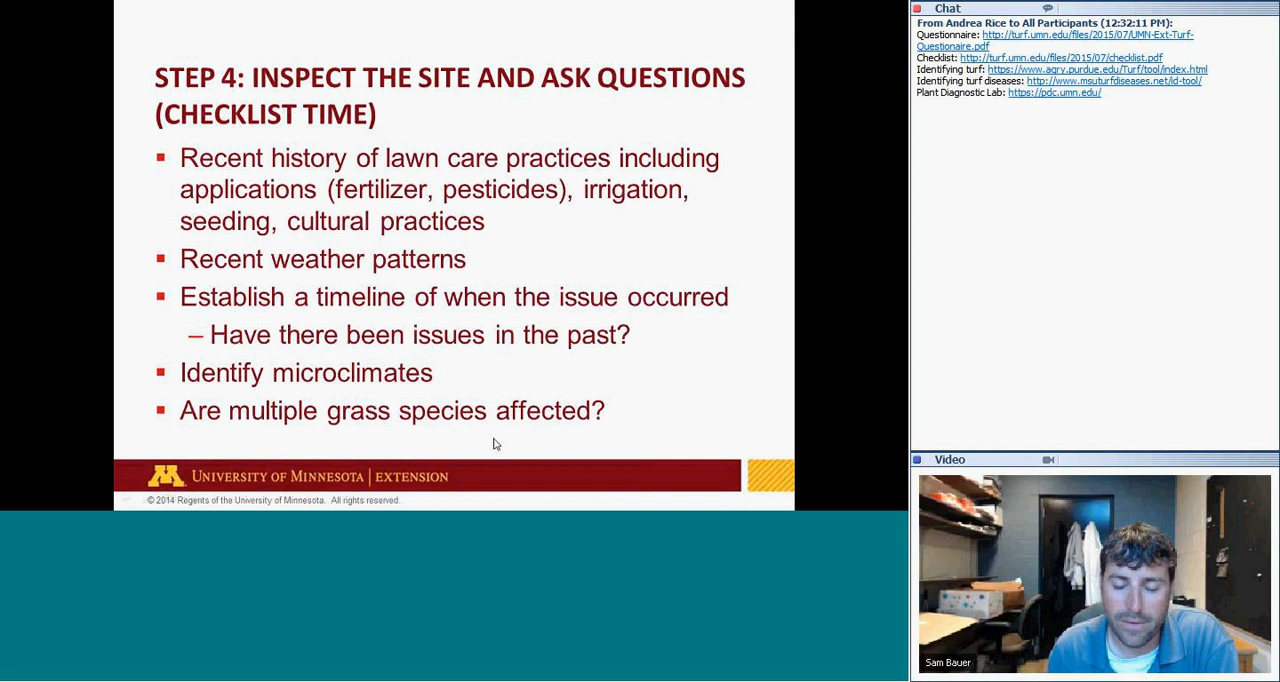 STEP 4: INSPECT THE SITE AND ASK QUESTIONS
(CHECKLIST TIME)
Recent history of lawn care practices including
applications (fertilizer, pesticides), irrigation,
seeding, cultural practices
Recent weather patterns
Establish a timeline of when the issue occurred
– Have there been issues in the past?
Identify microclimates
Are multiple grass species affected?
UNIVERSITY OF MINNESOTA | EXTENSION
© 2014 Regents of the University of Minnesota. All rights reserved.
Chat
From Andrea Rice to All Participants (12:32:11 PM):
Questionnaire: http://turf.umn.edu/files/2015/07/UMN-Ext-Turf-
Questionaire.pdf
Checklist: http://turf.umn.edu/files/2015/07/checklist.pdf
Identifying turf: https://www.agry.purdue.edu/Turf/tool/index.html
Identifying turf diseases: http://www.msuturfdiseases.net/id-tool/
Plant Diagnostic Lab: https://pdc.umn.edu/
Video
Sam Bauer